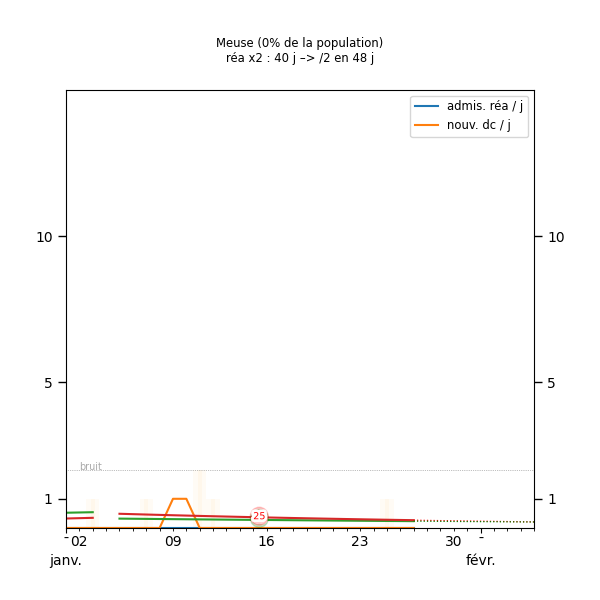 Meuse (0% de la population)
réa x2 : 40 j –> /2 en 48 j
admis. réa / j
nouv. dc / j
10 10
5 5
bruit
1 1
25
02 09 16 23 30
janv. févr.